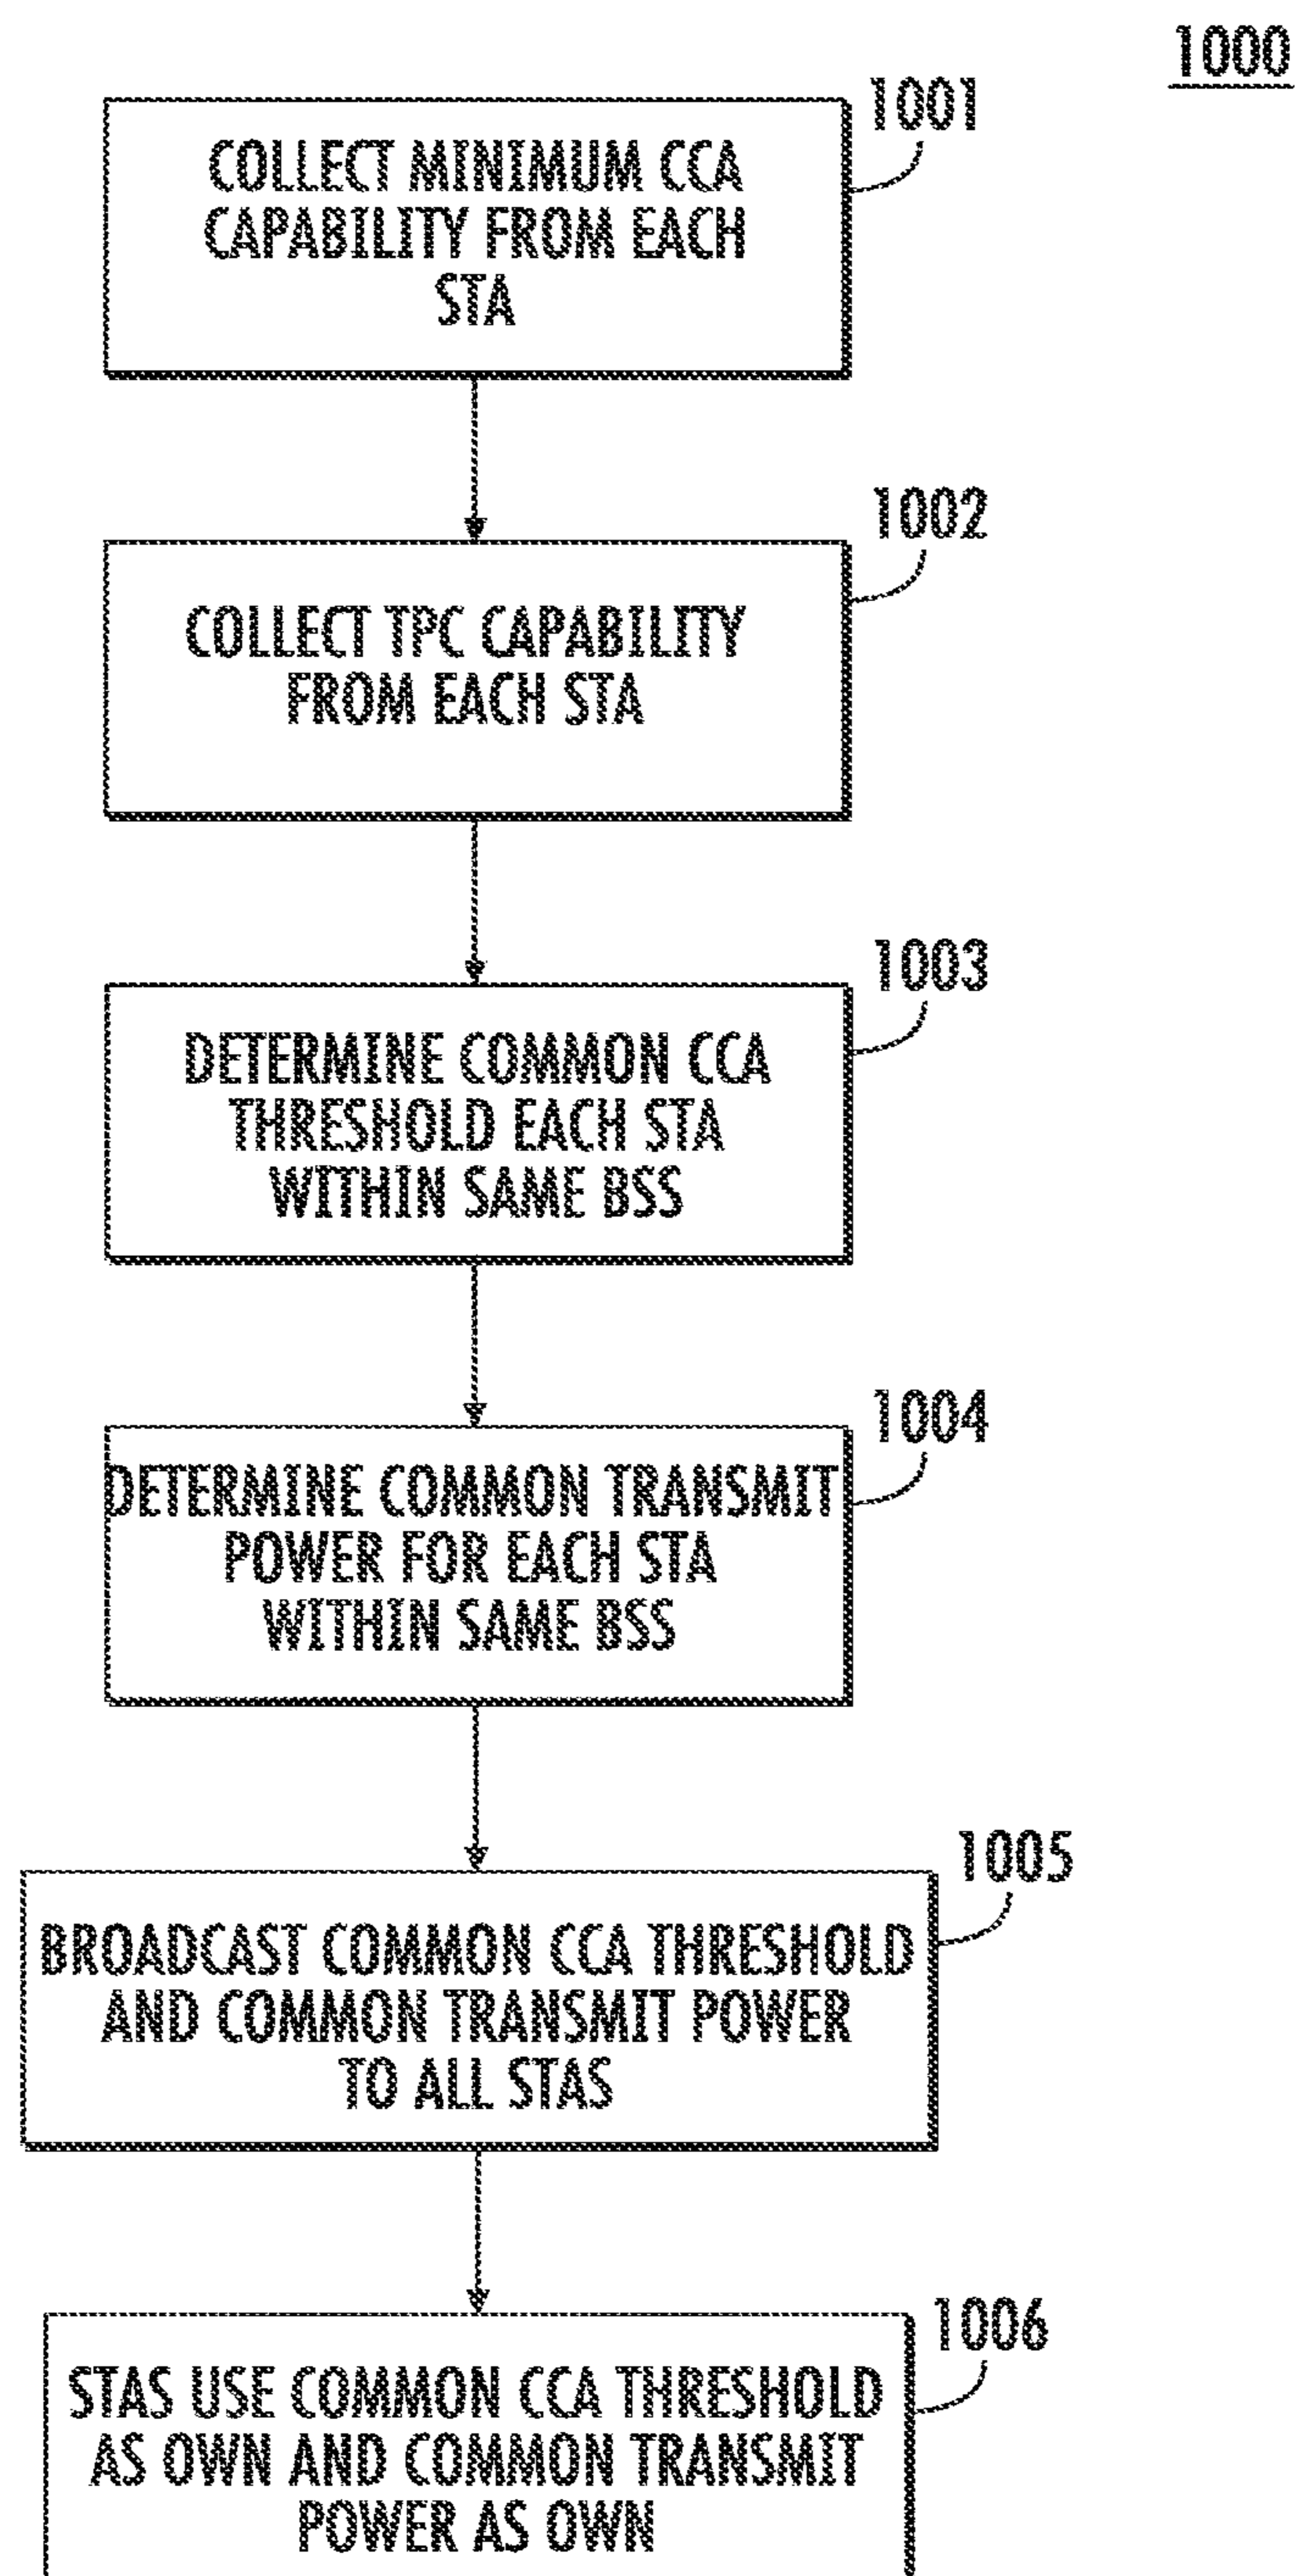 1000
1001
COLLECT MINIMUM CCA
CAPABILITY FROM EACH
STA
1002
COLLECT TPC CAPABILITY
FROM EACH STA
1003
DETERMINE COMMON CCA
THRESHOLD EACH STA
WITHIN SAME BSS
1004
DETERMINE COMMON TRANSMIT
POWER FOR EACH STA
WITHIN SAME BSS
1005
BROADCAST COMMON CCA THRESHOLD
AND COMMON TRANSMIT POWER
TO ALL STAS
1006
STAS USE COMMON CCA THRESHOLD
AS OWN AND COMMON TRANSMIT
POWER AS OWN